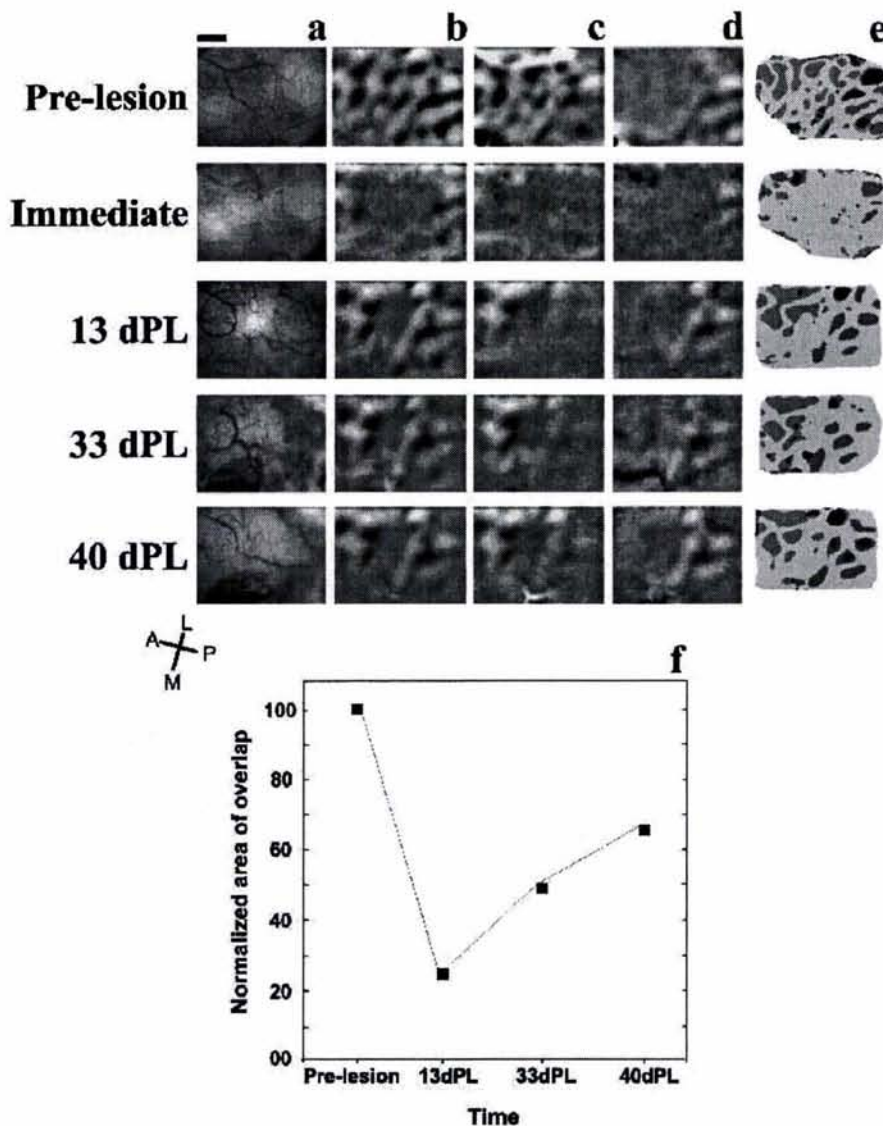 a b c d e
Pre-lesion
Immediate
13 dPL
33 dPL
40 dPL
L
A P
M
f
100
80
60
40
20
00
Normalized area of overlap
Pre-lesion 13dPL 33dPL 40dPL
Time